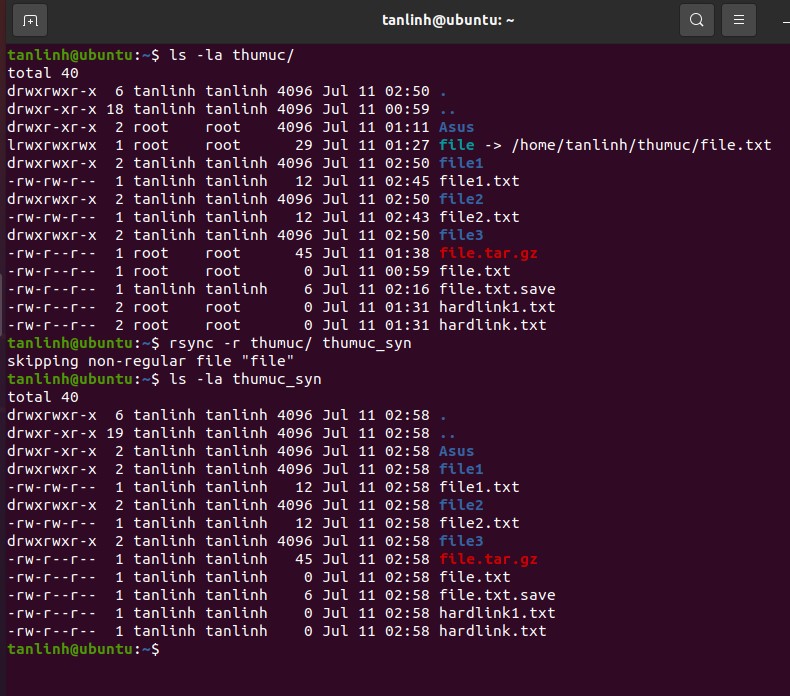 tanlinh@ubuntu: ~
tanlinh@ubuntu:~$ ls -la thumuc/
total 40
drwxrwxr-x  6 tanlinh tanlinh 4096 Jul 11 02:50 .
drwxr-xr-x 18 tanlinh tanlinh 4096 Jul 11 00:59 ..
drwxr-xr-x  2 root    root    4096 Jul 11 01:11 Asus
lrwxrwxrwx  1 root    root      29 Jul 11 01:27 file -> /home/tanlinh/thumuc/file.txt
drwxrwxr-x  2 tanlinh tanlinh 4096 Jul 11 02:50 file1
-rw-rw-r--  1 tanlinh tanlinh   12 Jul 11 02:45 file1.txt
drwxrwxr-x  2 tanlinh tanlinh 4096 Jul 11 02:50 file2
-rw-rw-r--  1 tanlinh tanlinh   12 Jul 11 02:43 file2.txt
drwxrwxr-x  2 tanlinh tanlinh 4096 Jul 11 02:50 file3
-rw-r--r--  1 root    root      45 Jul 11 01:38 file.tar.gz
-rw-r--r--  1 root    root       0 Jul 11 00:59 file.txt
-rw-r--r--  1 tanlinh tanlinh    6 Jul 11 02:16 file.txt.save
-rw-r--r--  2 root    root       0 Jul 11 01:31 hardlink1.txt
-rw-r--r--  2 root    root       0 Jul 11 01:31 hardlink.txt
tanlinh@ubuntu:~$ rsync -r thumuc/ thumuc_syn
skipping non-regular file "file"
tanlinh@ubuntu:~$ ls -la thumuc_syn
total 40
drwxrwxr-x  6 tanlinh tanlinh 4096 Jul 11 02:58 .
drwxr-xr-x 19 tanlinh tanlinh 4096 Jul 11 02:58 ..
drwxr-xr-x  2 tanlinh tanlinh 4096 Jul 11 02:58 Asus
drwxrwxr-x  2 tanlinh tanlinh 4096 Jul 11 02:58 file1
-rw-rw-r--  1 tanlinh tanlinh   12 Jul 11 02:58 file1.txt
drwxrwxr-x  2 tanlinh tanlinh 4096 Jul 11 02:58 file2
-rw-rw-r--  1 tanlinh tanlinh   12 Jul 11 02:58 file2.txt
drwxrwxr-x  2 tanlinh tanlinh 4096 Jul 11 02:58 file3
-rw-r--r--  1 tanlinh tanlinh   45 Jul 11 02:58 file.tar.gz
-rw-r--r--  1 tanlinh tanlinh    0 Jul 11 02:58 file.txt
-rw-r--r--  1 tanlinh tanlinh    6 Jul 11 02:58 file.txt.save
-rw-r--r--  1 tanlinh tanlinh    0 Jul 11 02:58 hardlink1.txt
-rw-r--r--  1 tanlinh tanlinh    0 Jul 11 02:58 hardlink.txt
tanlinh@ubuntu:~$